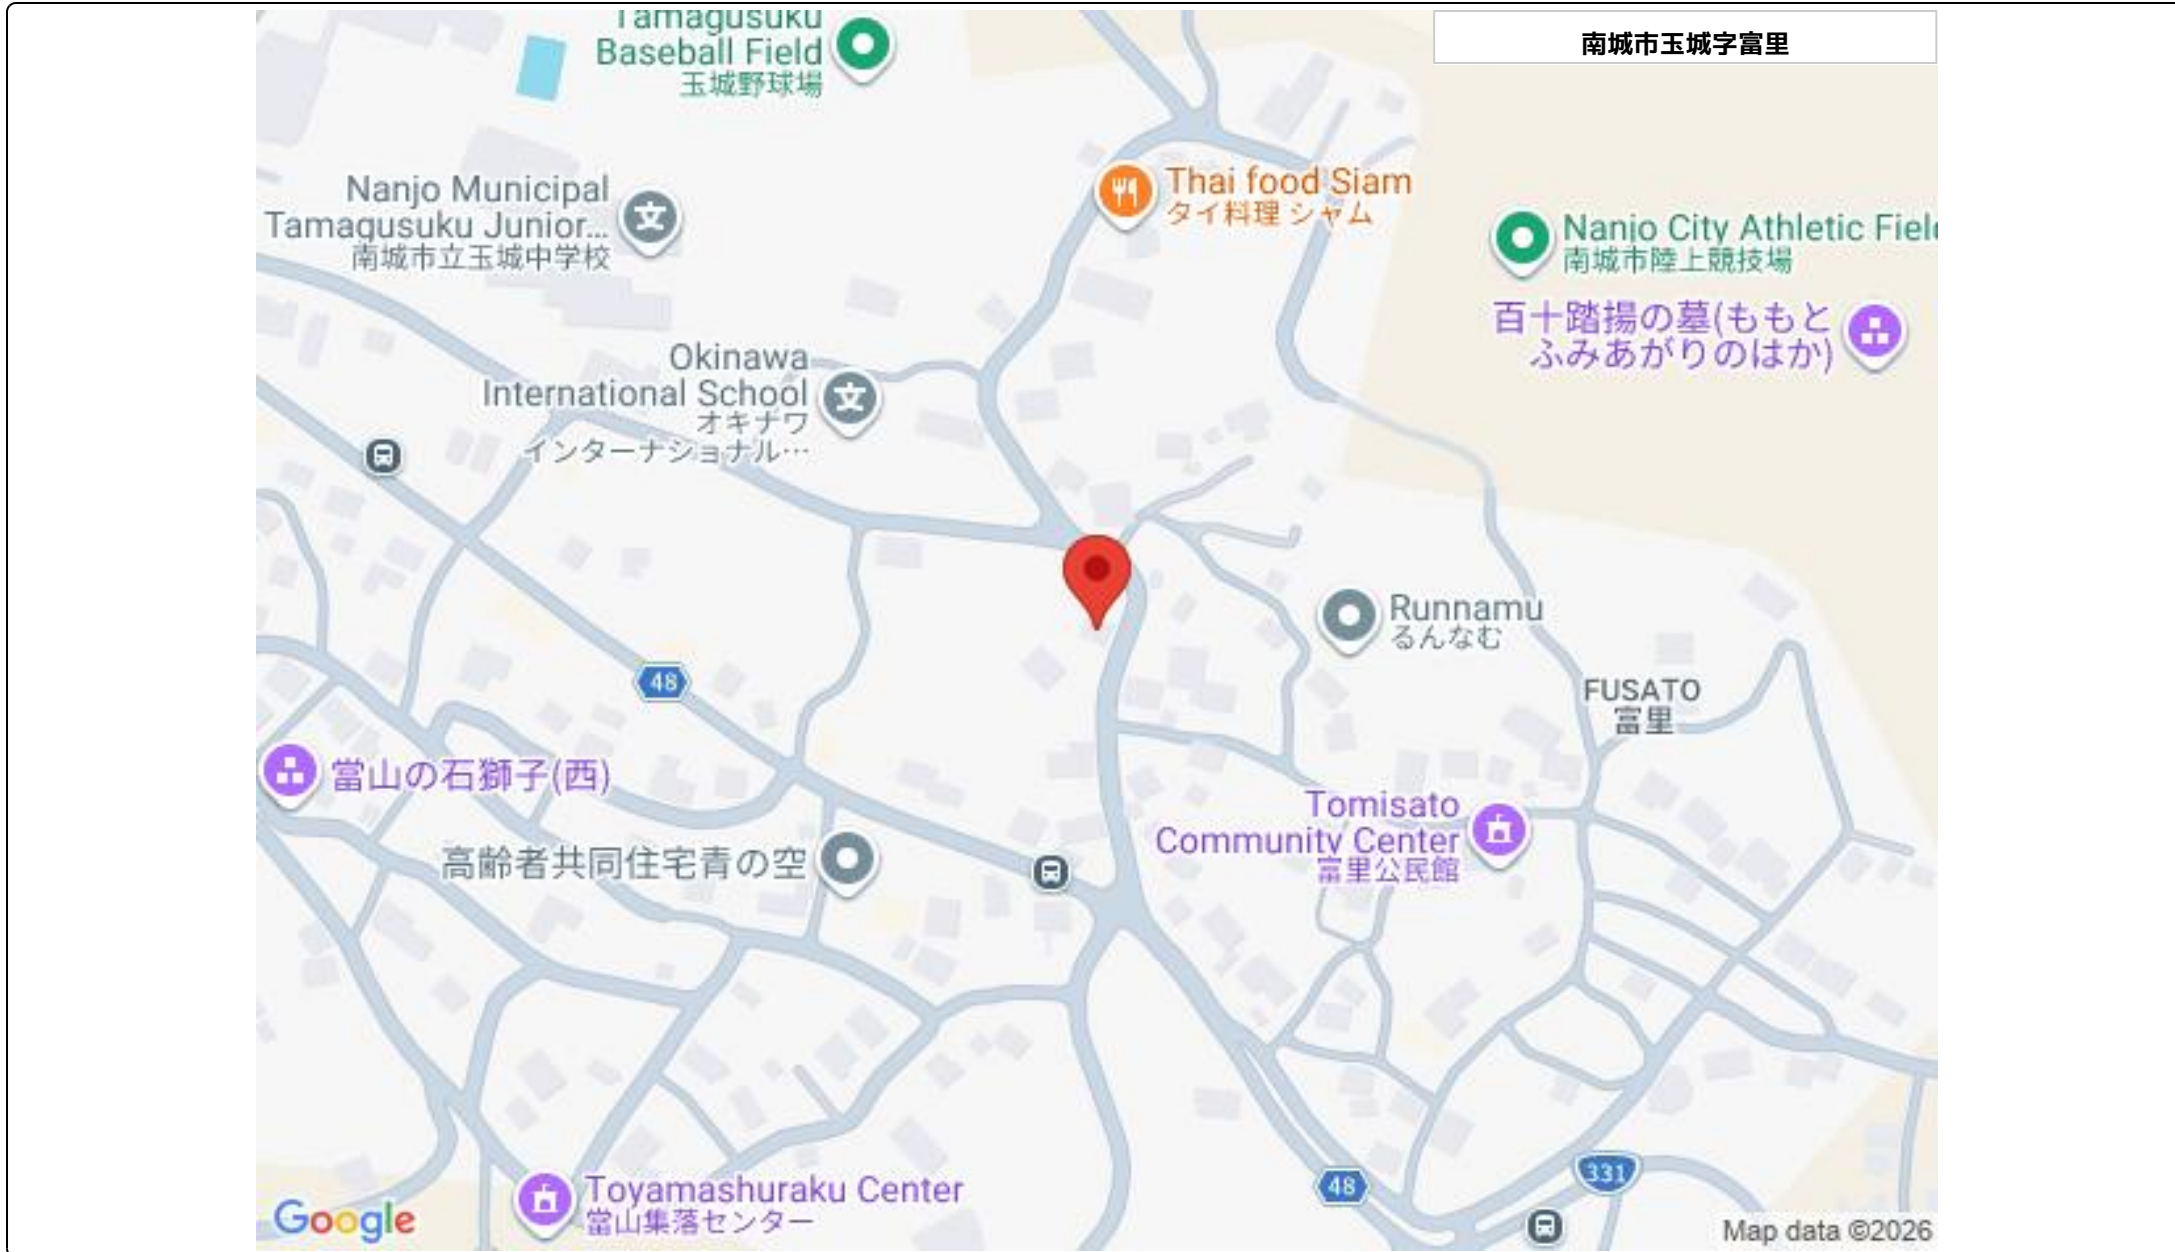 南城市玉城字富里
Tamagusuku
Baseball Field
玉城野球場
Thai food Siam
タイ料理 シャム
Nanjo Municipal
Tamagusuku Junior...
南城市立玉城中学校
Nanjo City Athletic Fiel
南城市陸上競技場
百十踏揚の墓(ももと
ふみあがりのはか)
Okinawa
International School
オキナワ
インターナショナル…
Runnamu
るんなむ
48
FUSATO
富里
當山の石獅子(西)
Tomisato
Community Center
富里公民館
高齢者共同住宅青の空
331
48
Toyamashuraku Center
當山集落センター
Google
Map data ©2026